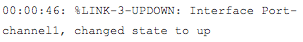 00:00:46: %LINK-3-UPDOWN: Interface Port-
channel1, changed state to up